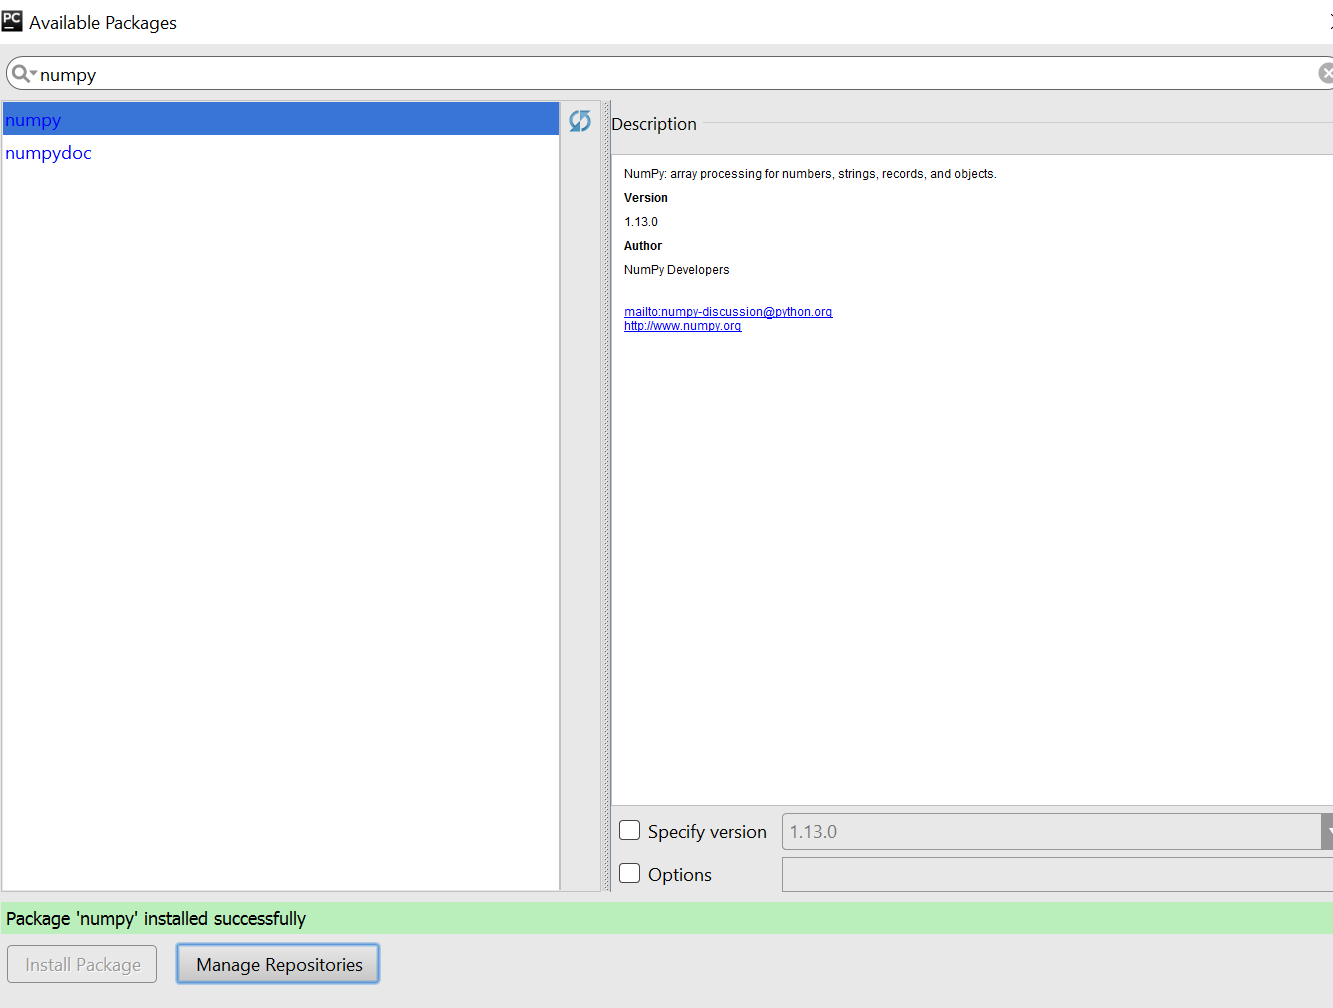 PC Available Packages
numpy
numpy
numpydoc
Description
NumPy: array processing for numbers, strings, records, and objects.
Version
1.13.0
Author
NumPy Developers
mailto:numpy-discussion@python.org
http://www.numpy.org
Specify version 1.13.0
Options
Package 'numpy' installed successfully
Install Package Manage Repositories